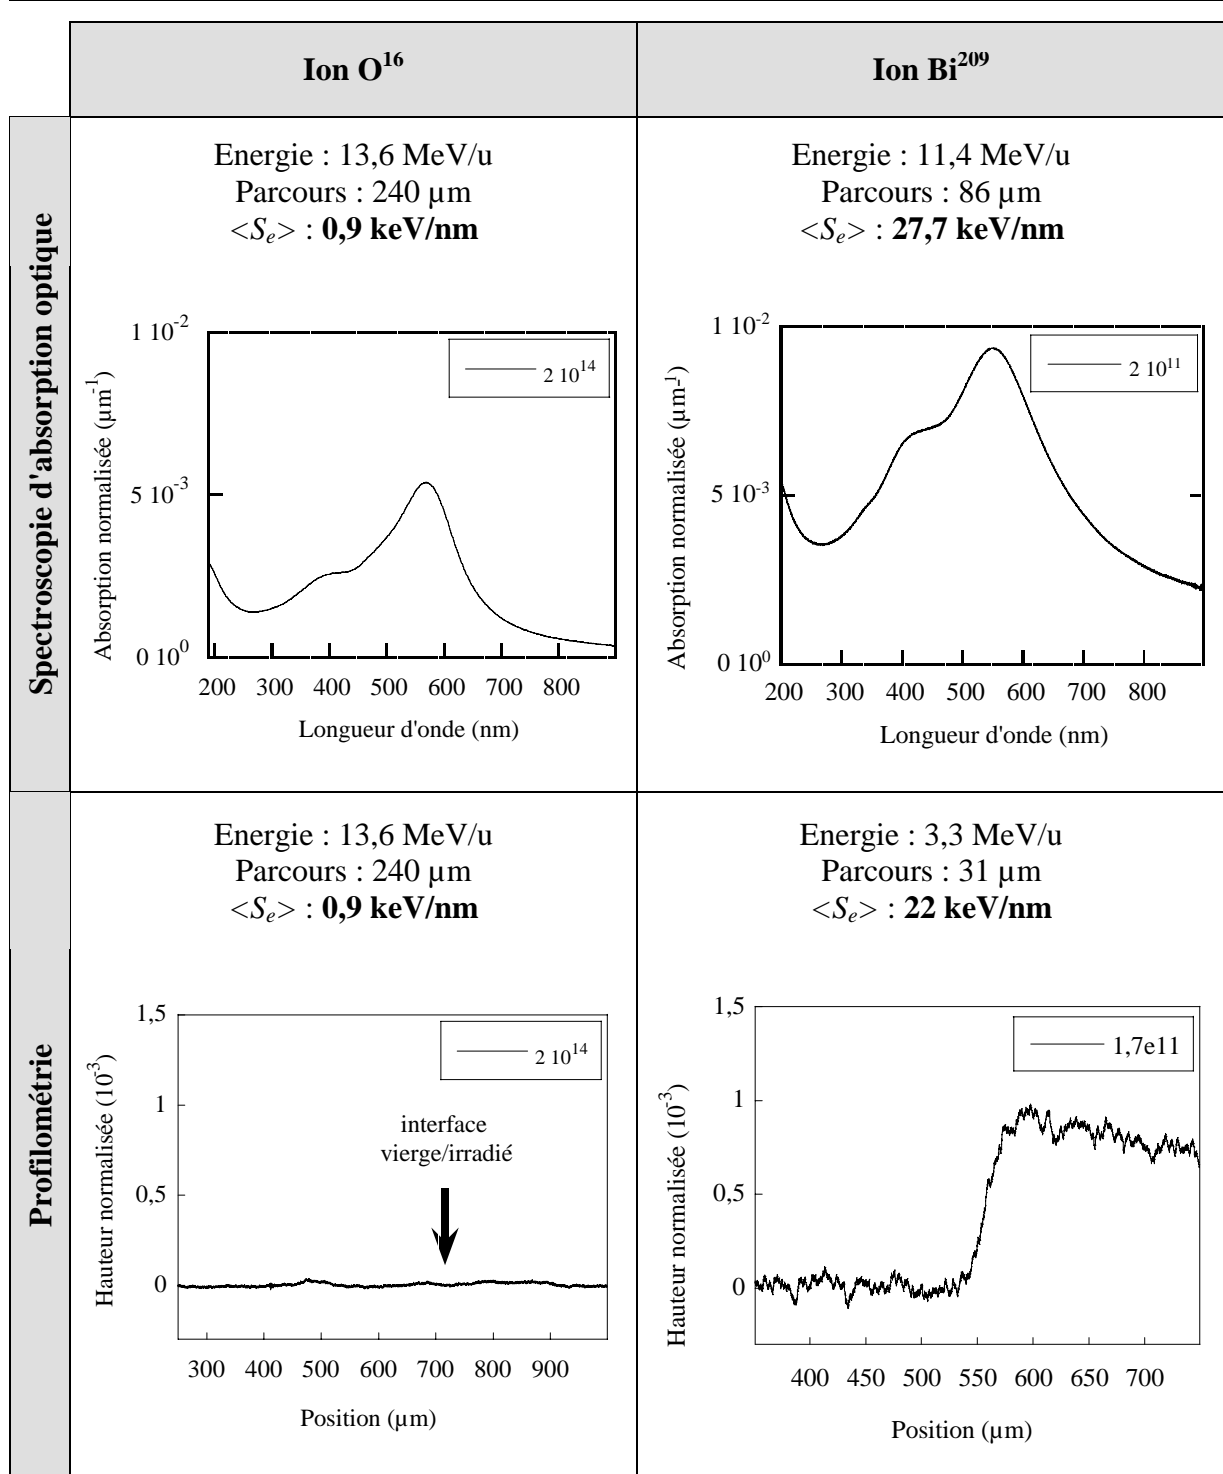 Ion O16
Ion Bi209
Spectroscopie d'absorption optique
Energie : 13,6 MeV/u
Parcours : 240 µm
<Se> : 0,9 keV/nm
Absorption normalisée (µm-1)
1 10-2
5 10-3
0 100
2 1014
200 300 400 500 600 700 800
Longueur d'onde (nm)
Energie : 11,4 MeV/u
Parcours : 86 µm
<Se> : 27,7 keV/nm
Absorption normalisée (µm-1)
1 10-2
5 10-3
0 100
2 1011
200 300 400 500 600 700 800
Longueur d'onde (nm)
Profilométrie
Energie : 13,6 MeV/u
Parcours : 240 µm
<Se> : 0,9 keV/nm
Hauteur normalisée (10-3)
1,5
1
0,5
0
2 1014
interface
vierge/irradié
300 400 500 600 700 800 900
Position (µm)
Energie : 3,3 MeV/u
Parcours : 31 µm
<Se> : 22 keV/nm
Hauteur normalisée (10-3)
1,5
1
0,5
0
1,7e11
400 450 500 550 600 650 700
Position (µm)